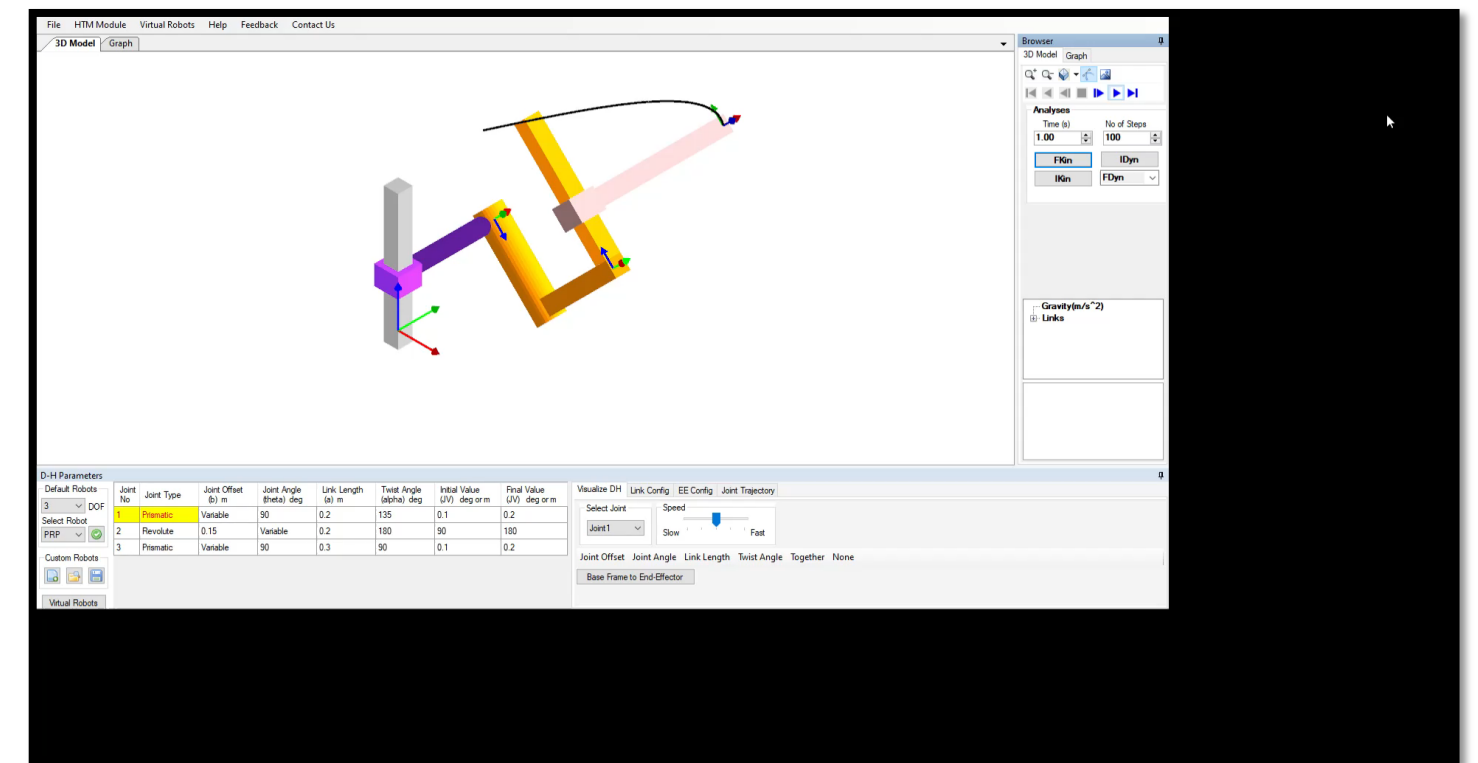 File HTM Module Virtual Robots Help Feedback Contact Us
3D Model Graph
Browser
3D Model Graph
Analyses
Time (s) No of Steps
1.00 100
FKin IDyn
IKin FDyn
Gravity(m/s^2)
Links
D-H Parameters
Default Robots
3 DOF
Select Robot
PRP
Custom Robots
Virtual Robots
Joint No Joint Type Joint Offset (b) m Joint Angle (theta) deg Link Length (a) m Twist Angle (alpha) deg Initial Value (JV) deg or m Final Value (JV) deg or m
1 Prismatic Variable 90 0.2 135 0.1 0.2
2 Revolute 0.15 Variable 0.2 180 90 180
3 Prismatic Variable 90 0.3 90 0.1 0.2
Visualize DH Link Config EE Config Joint Trajectory
Select Joint Speed
Joint1 Slow Fast
Joint Offset Joint Angle Link Length Twist Angle Together None
Base Frame to End-Effector